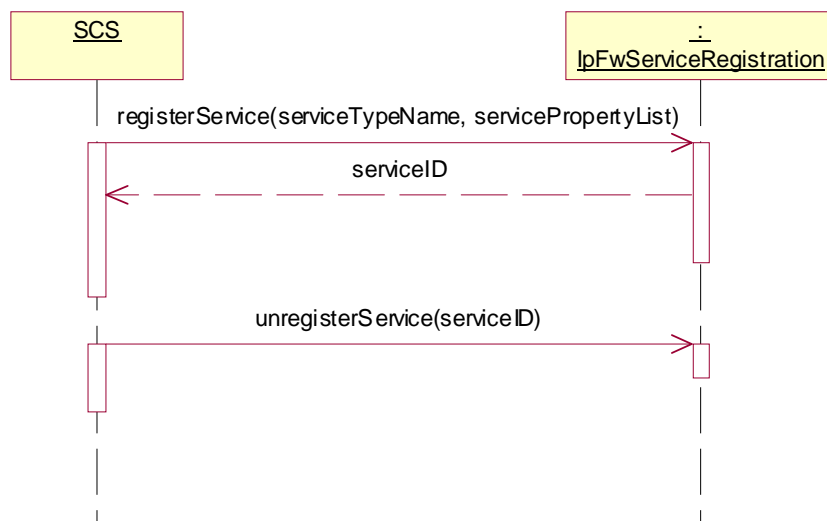 SCS
:
IpFwServiceRegistration
registerService(serviceTypeName, servicePropertyList)
serviceID
unregisterService(serviceID)